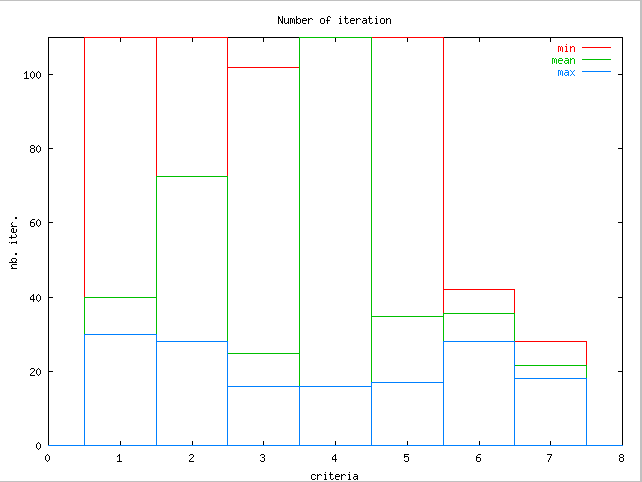 Number of iteration
min
mean
max
100
80
60
40
20
0
nb. iter.
0 1 2 3 4 5 6 7 8
criteria